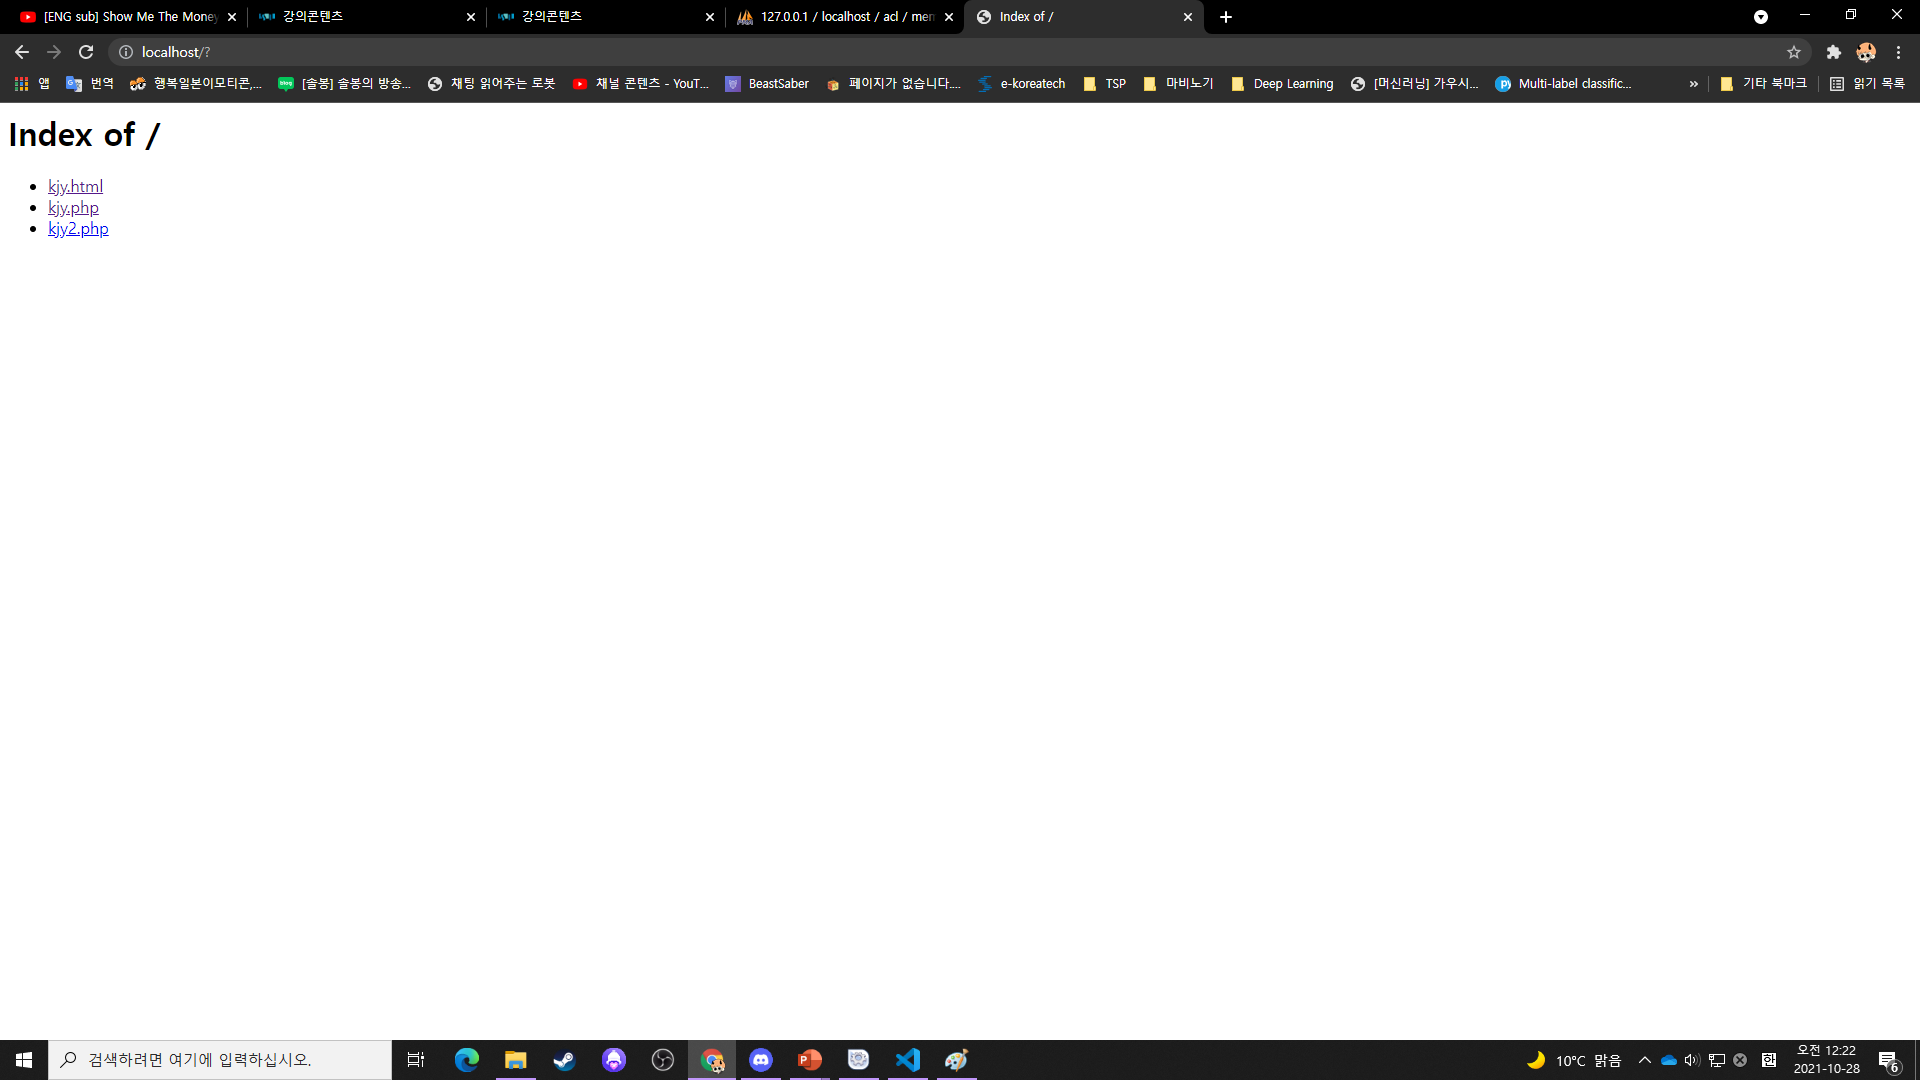 [ENG sub] Show Me The Money
강의콘텐츠
강의콘텐츠
127.0.0.1 / localhost / acl / mem
Index of /
localhost/?
앱
번역
행복일본이모티콘,...
[솔봉] 솔봉의 방송...
채팅 읽어주는 로봇
채널 콘텐츠 - YouT...
BeastSaber
페이지가 없습니다....
e-koreatech
TSP
마비노기
Deep Learning
[머신러닝] 가우시...
Multi-label classific...
»
기타 북마크
읽기 목록
Index of /
kjy.html
kjy.php
kjy2.php
검색하려면 여기에 입력하십시오.
10°C 맑음
한
오전 12:22
2021-10-28
6